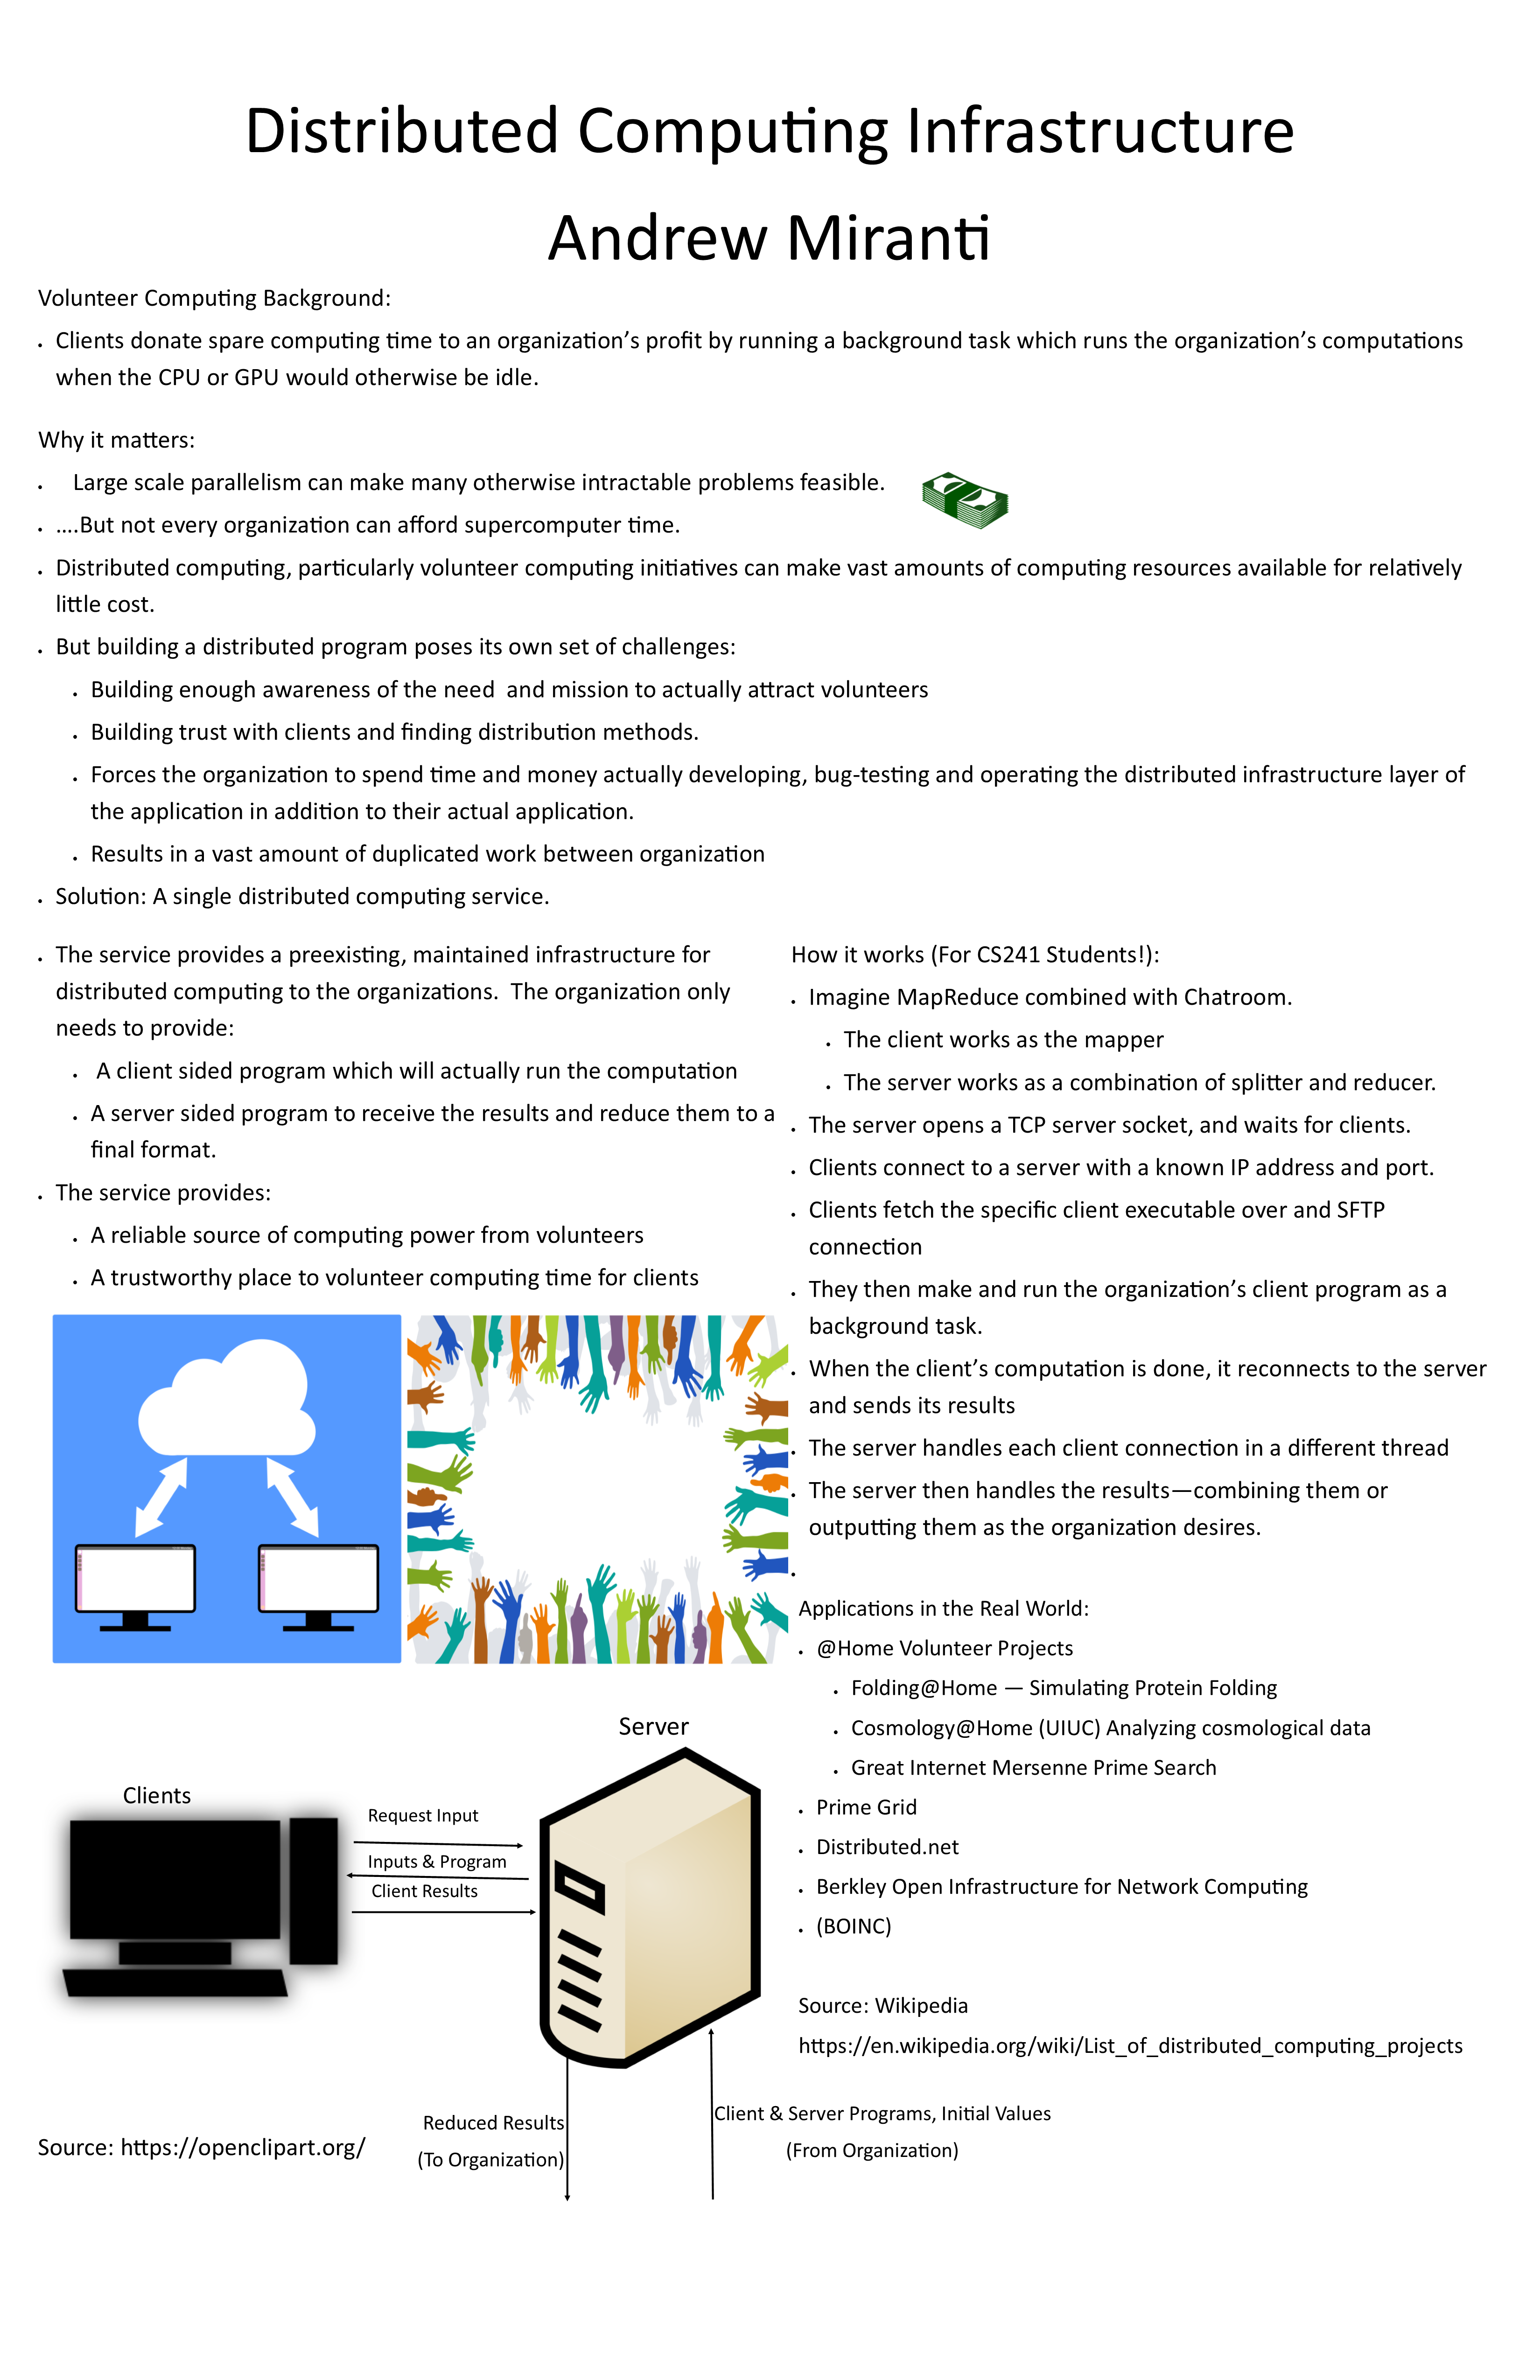 Distributed Computing Infrastructure
Andrew Miranti
Volunteer Computing Background:
• Clients donate spare computing time to an organization’s profit by running a background task which runs the organization’s computations
when the CPU or GPU would otherwise be idle.
Why it matters:
• Large scale parallelism can make many otherwise intractable problems feasible.
• ….But not every organization can afford supercomputer time.
• Distributed computing, particularly volunteer computing initiatives can make vast amounts of computing resources available for relatively
little cost.
• But building a distributed program poses its own set of challenges:
• Building enough awareness of the need  and mission to actually attract volunteers
• Building trust with clients and finding distribution methods.
• Forces the organization to spend time and money actually developing, bug-testing and operating the distributed infrastructure layer of
the application in addition to their actual application.
• Results in a vast amount of duplicated work between organization
• Solution: A single distributed computing service.
• The service provides a preexisting, maintained infrastructure for
distributed computing to the organizations.  The organization only
needs to provide:
• A client sided program which will actually run the computation
• A server sided program to receive the results and reduce them to a
final format.
• The service provides:
• A reliable source of computing power from volunteers
• A trustworthy place to volunteer computing time for clients
How it works (For CS241 Students!):
• Imagine MapReduce combined with Chatroom.
• The client works as the mapper
• The server works as a combination of splitter and reducer.
• The server opens a TCP server socket, and waits for clients.
• Clients connect to a server with a known IP address and port.
• Clients fetch the specific client executable over and SFTP
connection
• They then make and run the organization’s client program as a
background task.
• When the client’s computation is done, it reconnects to the server
and sends its results
• The server handles each client connection in a different thread
• The server then handles the results—combining them or
outputting them as the organization desires.
•
Applications in the Real World:
• @Home Volunteer Projects
• Folding@Home — Simulating Protein Folding
• Cosmology@Home (UIUC) Analyzing cosmological data
• Great Internet Mersenne Prime Search
• Prime Grid
• Distributed.net
• Berkley Open Infrastructure for Network Computing
• (BOINC)
Source: Wikipedia
https://en.wikipedia.org/wiki/List_of_distributed_computing_projects
Server
Clients
Request Input
Inputs & Program
Client Results
Reduced Results
(To Organization)
Client & Server Programs, Initial Values
(From Organization)
Source: https://openclipart.org/